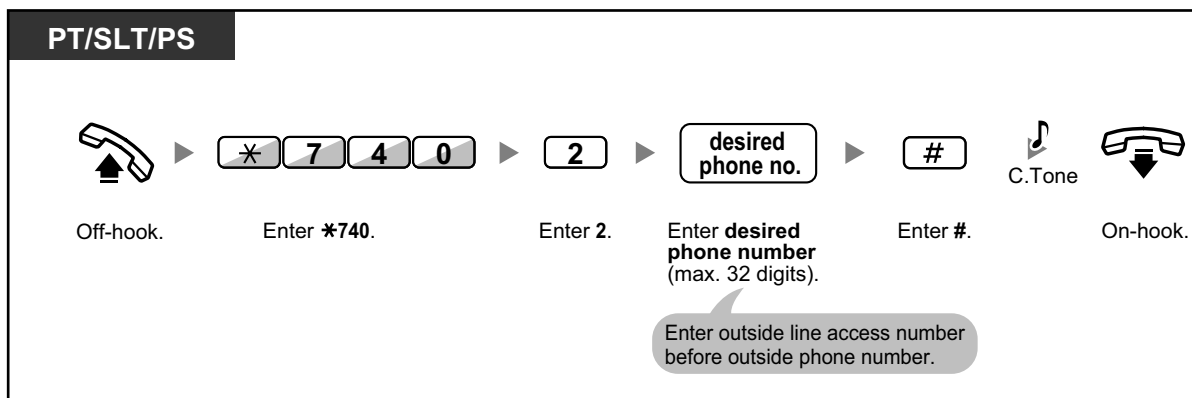 PT/SLT/PS
* 7 4 0
2
desired
phone no.
#
C.Tone
Off-hook.
Enter *740.
Enter 2.
Enter desired
phone number
(max. 32 digits).
Enter #.
On-hook.
Enter outside line access number
before outside phone number.